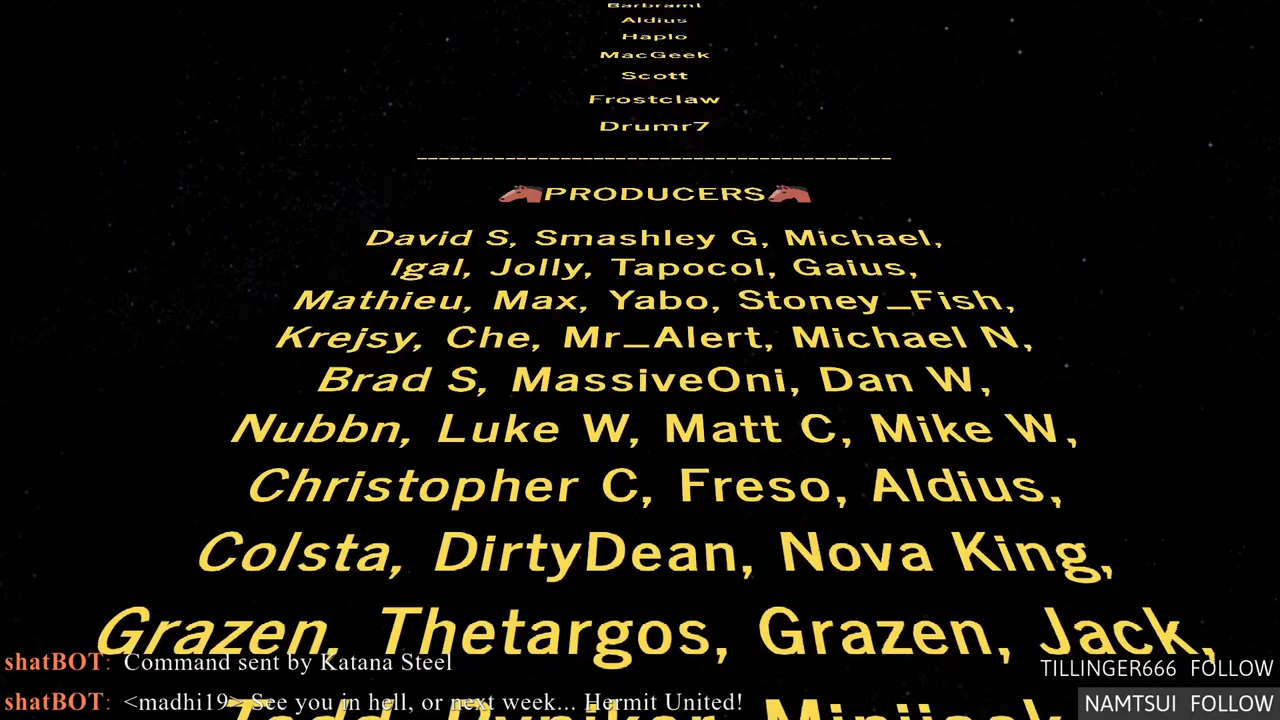 Barbrami
Aldius
Haplo
MacGeek
Scott
Frostclaw
Drumr7
-------------------------------------------
🐴PRODUCERS🐴
David S, Smashley G, Michael,
Igal, Jolly, Tapocol, Gaius,
Mathieu, Max, Yabo, Stoney_Fish,
Krejsy, Che, Mr_Alert, Michael N,
Brad S, MassiveOni, Dan W,
Nubbn, Luke W, Matt C, Mike W,
Christopher C, Freso, Aldius,
Colsta, DirtyDean, Nova King,
Grazen, Thetargos, Grazen, Jack,
shatBOT: Command sent by Katana Steel
TILLINGER666 FOLLOW
shatBOT: <madhi19> See you in hell, or next week... Hermit United!
NAMTSUI FOLLOW
Todd,